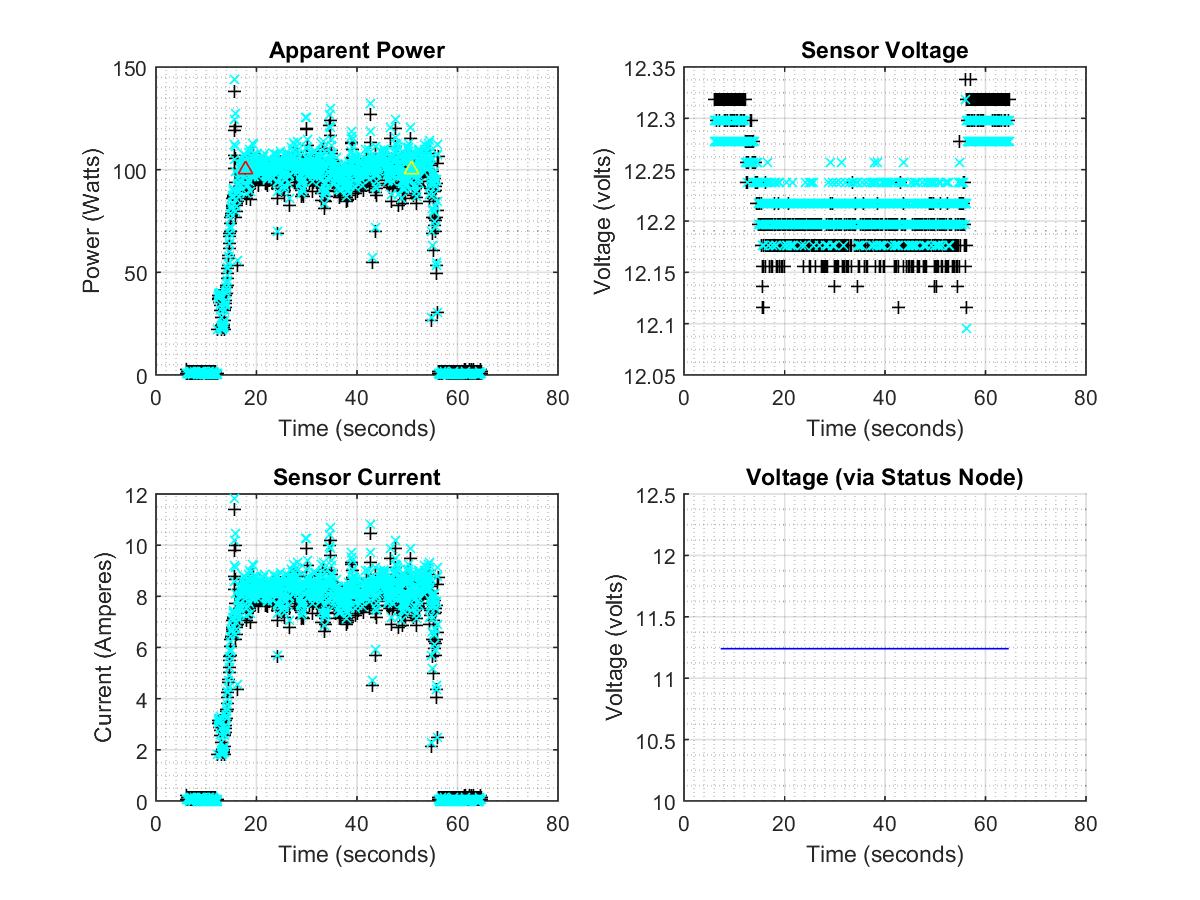 Apparent Power
150
100
50
0
Power (Watts)
0 20 40 60 80
Time (seconds)
Sensor Voltage
12.35
12.3
12.25
12.2
12.15
12.1
12.05
Voltage (volts)
0 20 40 60 80
Time (seconds)
Sensor Current
12
10
8
6
4
2
0
Current (Amperes)
0 20 40 60 80
Time (seconds)
Voltage (via Status Node)
12.5
12
11.5
11
10.5
10
Voltage (volts)
0 20 40 60 80
Time (seconds)